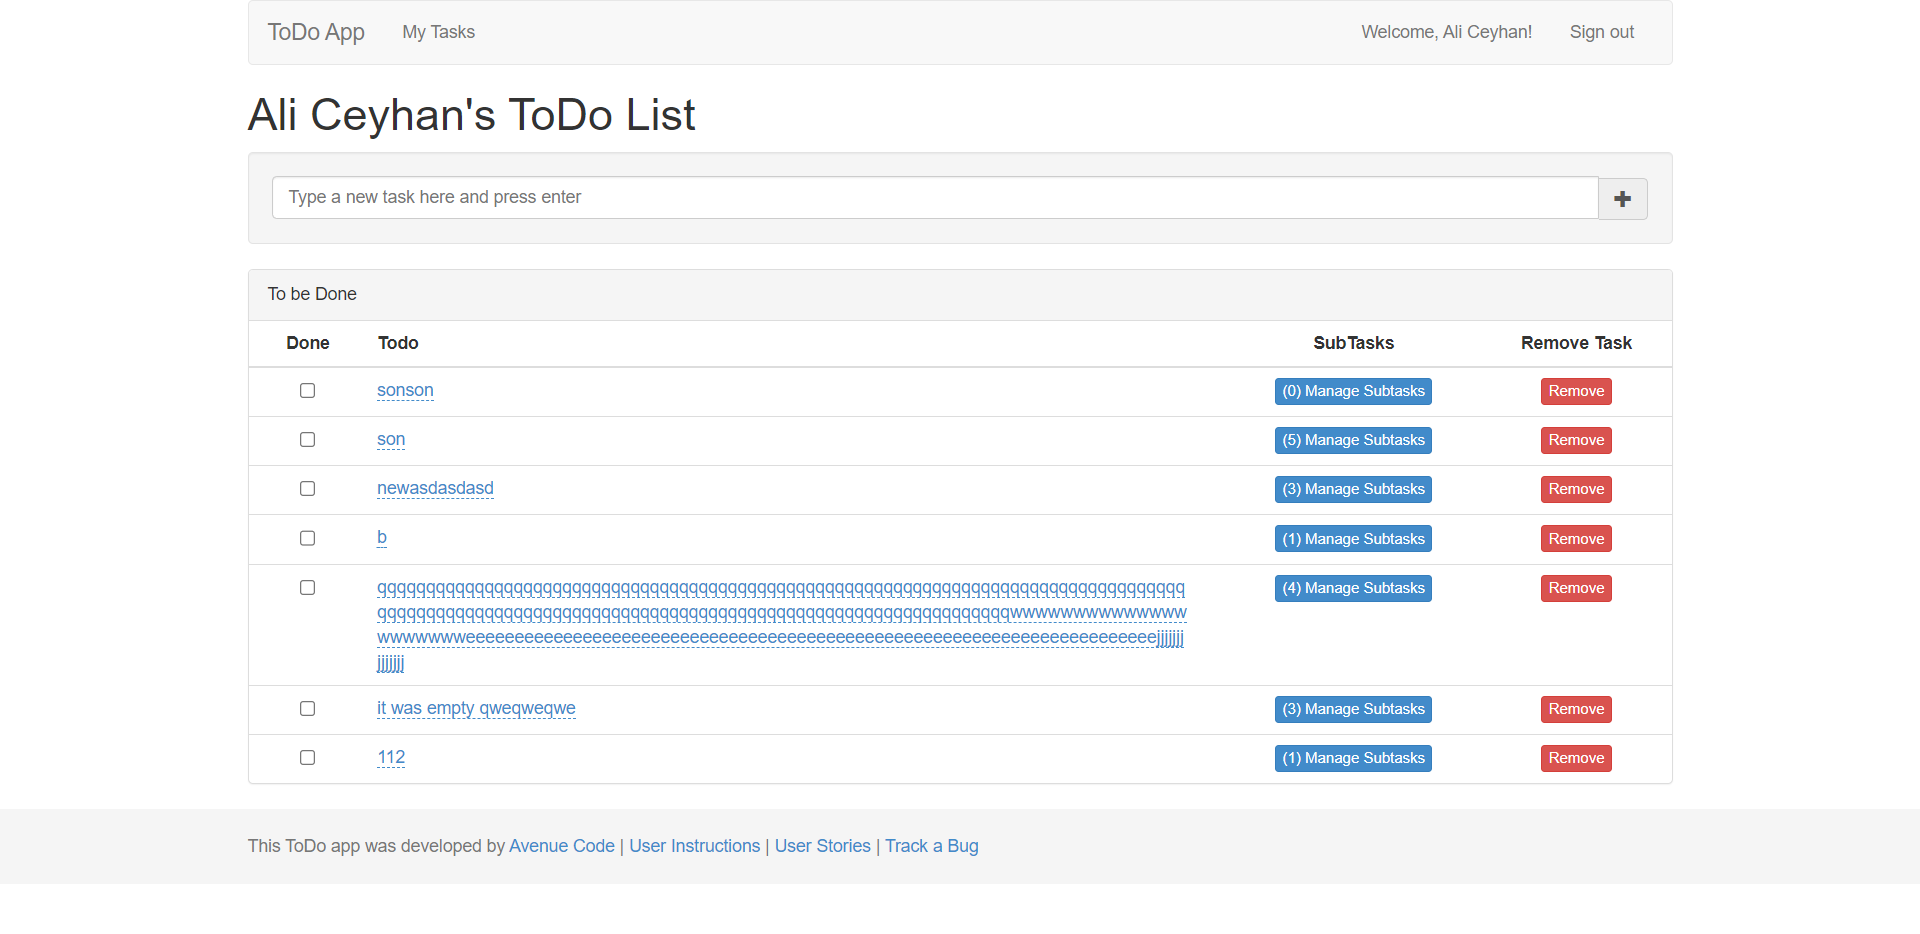 ToDo App My Tasks Welcome, Ali Ceyhan! Sign out
Ali Ceyhan's ToDo List
Type a new task here and press enter
To be Done
Done Todo SubTasks Remove Task
sonson (0) Manage Subtasks Remove
son (5) Manage Subtasks Remove
newasdasdasd (3) Manage Subtasks Remove
b (1) Manage Subtasks Remove
(4) Manage Subtasks Remove
it was empty qweqweqwe (3) Manage Subtasks Remove
112 (1) Manage Subtasks Remove
This ToDo app was developed by Avenue Code | User Instructions | User Stories | Track a Bug